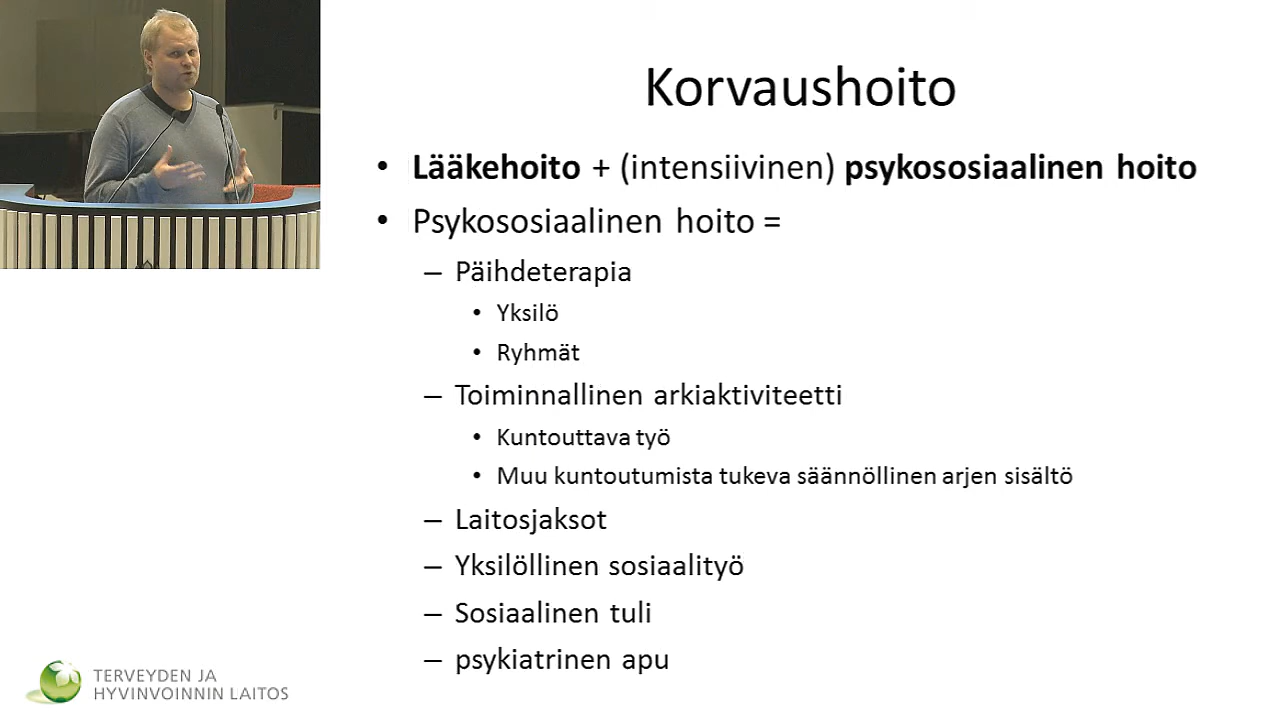 Korvaushoito
• Lääkehoito + (intensiivinen) psykososiaalinen hoito
• Psykososiaalinen hoito =
– Päihdeterapia
• Yksilö
• Ryhmät
– Toiminnallinen arkiaktiviteetti
• Kuntouttava työ
• Muu kuntoutumista tukeva säännöllinen arjen sisältö
– Laitosjaksot
– Yksilöllinen sosiaalityö
– Sosiaalinen tuli
– psykiatrinen apu
TERVEYDEN JA
HYVINVOINNIN LAITOS